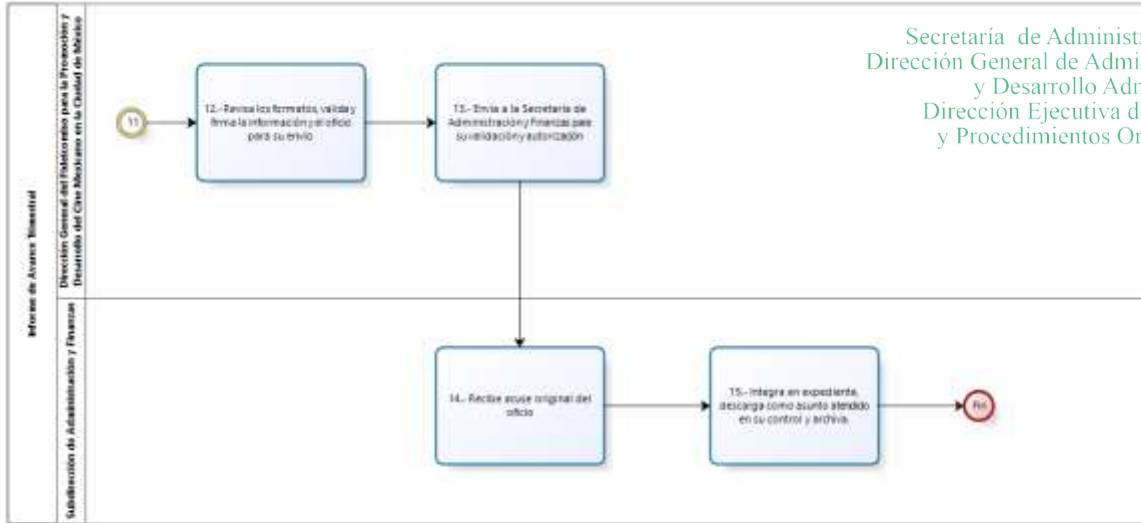 Informe de Avance Trimestral
Dirección General del Fideicomiso para la Promoción y
Desarrollo del Cine Mexicano en la Ciudad de México
11
12.-Revisa los formatos, valida y
firma la información y el oficio
para su envío
13.- Envía a la Secretaría de
Administración y Finanzas para
su validación y autorización
Secretaría de Administr
Dirección General de Admi
y Desarrollo Adm
Dirección Ejecutiva d
y Procedimientos Or
Subdirección de Administración y Finanzas
14.- Recibe acuse original del
oficio
15.- Integra en expediente,
descarga como asunto atendido
en su control y archiva.
Fin